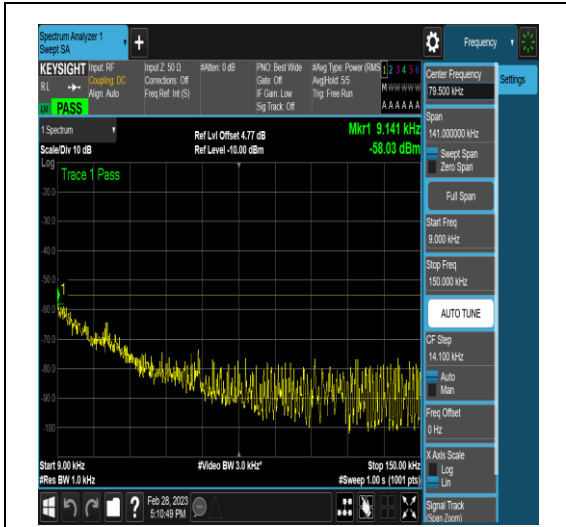 Spectrum Analyzer 1
Swept SA
Frequency
KEYSIGHT
Input: RF
Coupling: DC
Align: Auto
Input Z: 50 Ω
Corrections: Off
Freq Ref: Int (S)
#Atten: 0 dB
PNO: Best Wide
Gate: Off
IF Gain: Low
Sig Track: Off
#Avg Type: Power (RMS
Avg|Hold: 5/5
Trig: Free Run
1 2 3 4 5 6
M W W W W W
A A A A A A
R L
PASS
Center Frequency
79.500 kHz
Settings
Span
141.000000 kHz
Swept Span
Zero Span
Full Span
Start Freq
9.000 kHz
Stop Freq
150.000 kHz
AUTO TUNE
CF Step
14.100 kHz
Auto
Man
Freq Offset
0 Hz
X Axis Scale
Log
Lin
Signal Track
(Span Zoom)
1 Spectrum
Scale/Div 10 dB
Ref Lvl Offset 4.77 dB
Ref Level -10.00 dBm
Mkr1 9.141 kHz
-58.03 dBm
Log
Trace 1 Pass
-20.0
-30.0
-40.0
-50.0
1
-60.0
-70.0
-80.0
-90.0
-100
Start 9.00 kHz
#Res BW 1.0 kHz
#Video BW 3.0 kHz*
Stop 150.00 kHz
#Sweep 1.00 s (1001 pts)
?
Feb 28, 2023
5:10:49 PM